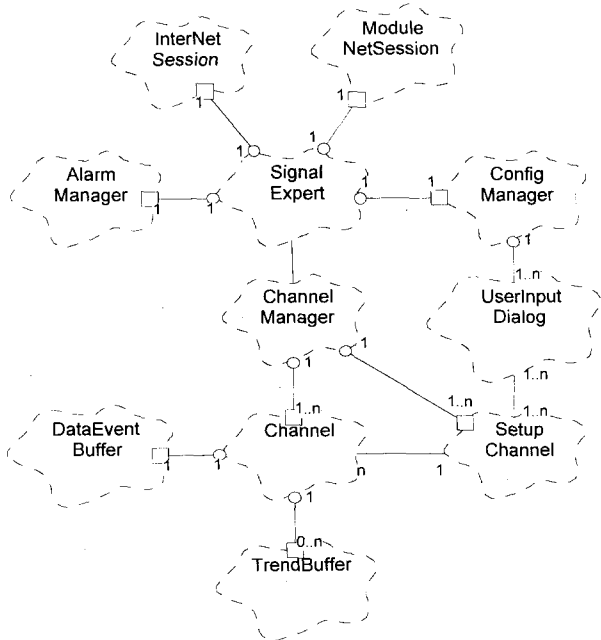 InterNet
Session
Module
NetSession
1
1
1
1
Alarm
Manager
Signal
Expert
Config
Manager
1
1
1
1
1
1..n
Channel
Manager
UserInput
Dialog
1
1
1..n
1..n
1..n
1..n
DataEvent
Buffer
Channel
Setup
Channel
1
1
n
1
1
0..n
TrendBuffer